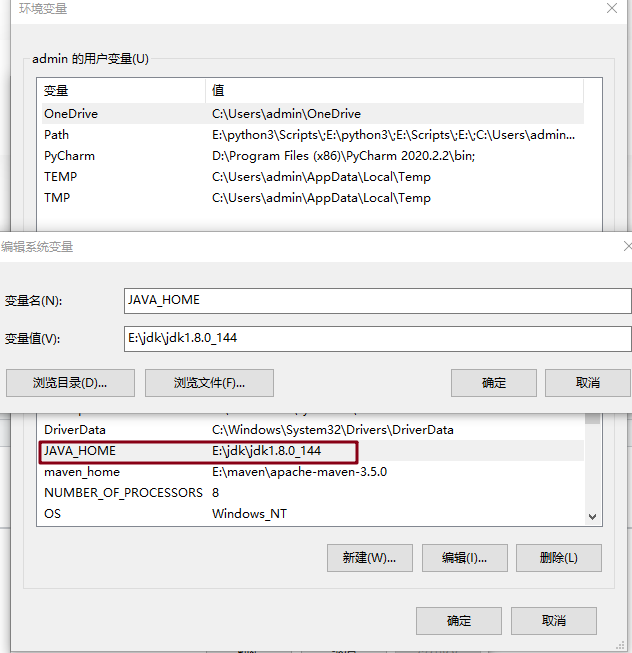 环境变量
admin 的用户变量(U)
变量 值
OneDrive C:\Users\admin\OneDrive
Path E:\python3\Scripts\;E:\python3\;E:\Scripts\;E:\;C:\Users\admin...
PyCharm D:\Program Files (x86)\PyCharm 2020.2.2\bin;
TEMP C:\Users\admin\AppData\Local\Temp
TMP C:\Users\admin\AppData\Local\Temp
编辑系统变量
变量名(N): JAVA_HOME
变量值(V): E:\jdk\jdk1.8.0_144
浏览目录(D)... 浏览文件(F)... 确定 取消
DriverData C:\Windows\System32\Drivers\DriverData
JAVA_HOME E:\jdk\jdk1.8.0_144
maven_home E:\maven\apache-maven-3.5.0
NUMBER_OF_PROCESSORS 8
OS Windows_NT
新建(W)... 编辑(I)... 删除(L)
确定 取消